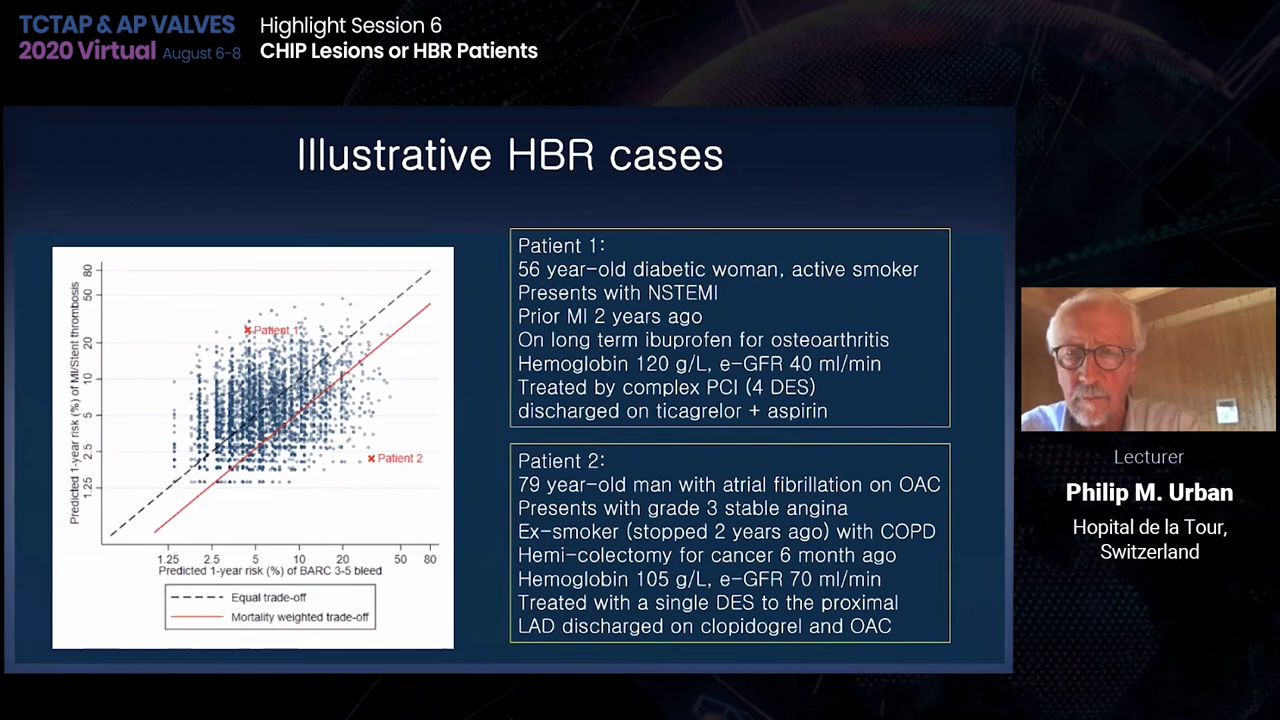 TCTAP & AP VALVES
2020 Virtual August 6-8
Highlight Session 6
CHIP Lesions or HBR Patients
Illustrative HBR cases
Predicted 1-year risk (%) of MI/Stent thrombosis
80
50
20
10
5
2.5
1.25
Patient 1
Patient 2
1.25 2.5 5 10 20 50 80
Predicted 1-year risk (%) of BARC 3-5 bleed
Equal trade-off
Mortality weighted trade-off
Patient 1:
56 year-old diabetic woman, active smoker
Presents with NSTEMI
Prior MI 2 years ago
On long term ibuprofen for osteoarthritis
Hemoglobin 120 g/L, e-GFR 40 ml/min
Treated by complex PCI (4 DES)
discharged on ticagrelor + aspirin
Patient 2:
79 year-old man with atrial fibrillation on OAC
Presents with grade 3 stable angina
Ex-smoker (stopped 2 years ago) with COPD
Hemi-colectomy for cancer 6 month ago
Hemoglobin 105 g/L, e-GFR 70 ml/min
Treated with a single DES to the proximal
LAD discharged on clopidogrel and OAC
Lecturer
Philip M. Urban
Hopital de la Tour,
Switzerland